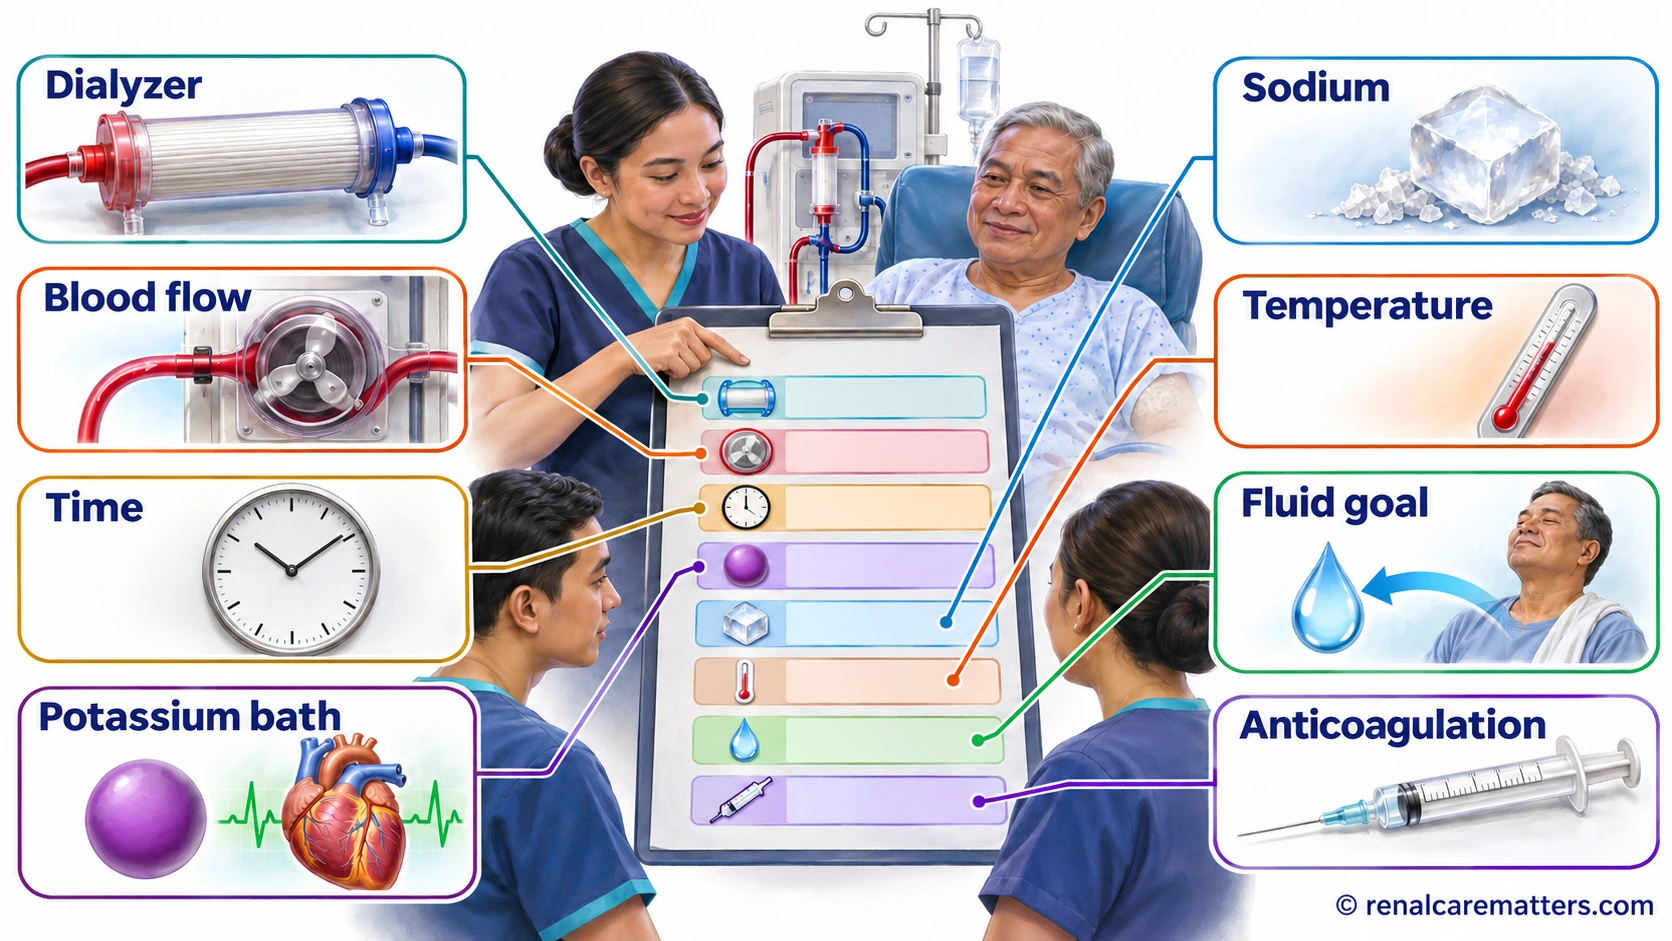 Dialyzer
Blood flow
Time
Potassium bath
Sodium
Temperature
Fluid goal
Anticoagulation
© renalcarematters.com